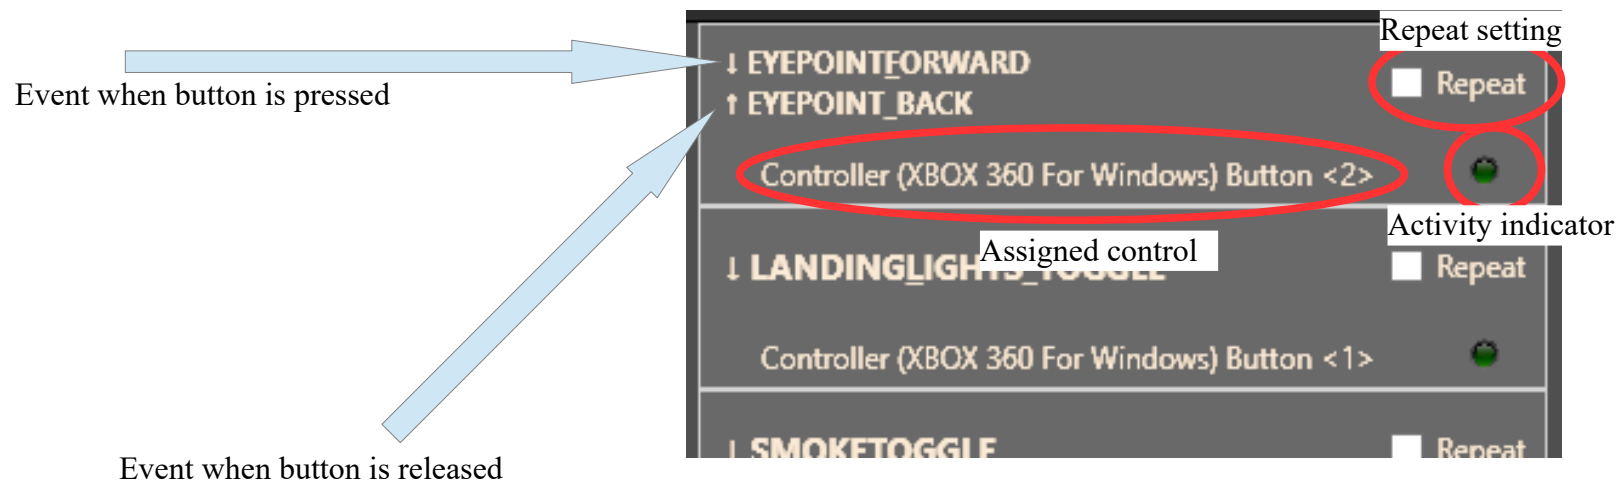 Repeat setting
↓ EYEPOINTFORWARD
Repeat
Event when button is pressed
↑ EYEPOINT_BACK
Controller (XBOX 360 For Windows) Button <2>
Activity indicator
Assigned control
↓ LANDINGLIGHTS_TOGGLE
Repeat
Controller (XBOX 360 For Windows) Button <1>
↓ SMOKETOGGLE
Repeat
Event when button is released